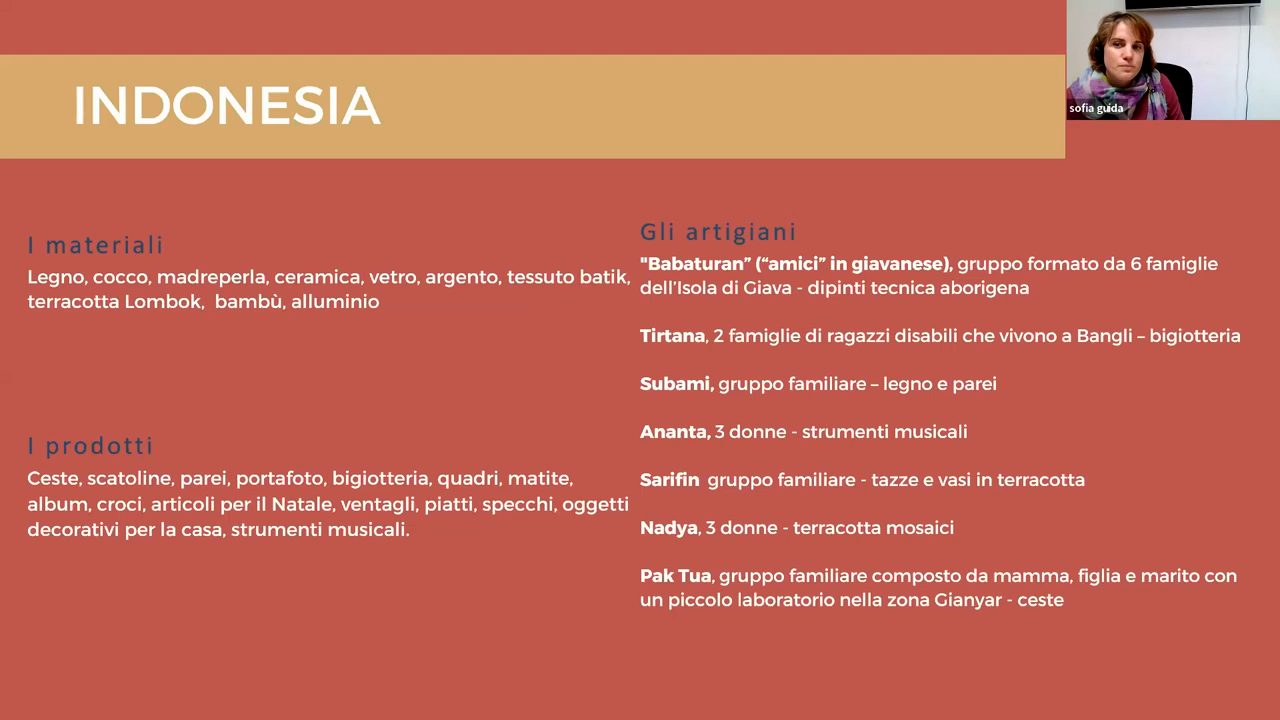 INDONESIA
sofia guida
I materiali
Legno, cocco, madreperla, ceramica, vetro, argento, tessuto batik,
terracotta Lombok,  bambù, alluminio
I prodotti
Ceste, scatoline, parei, portafoto, bigiotteria, quadri, matite,
album, croci, articoli per il Natale, ventagli, piatti, specchi, oggetti
decorativi per la casa, strumenti musicali.
Gli artigiani
"Babaturan” (“amici” in giavanese), gruppo formato da 6 famiglie
dell’Isola di Giava - dipinti tecnica aborigena
Tirtana, 2 famiglie di ragazzi disabili che vivono a Bangli – bigiotteria
Subami, gruppo familiare – legno e parei
Ananta, 3 donne - strumenti musicali
Sarifin  gruppo familiare - tazze e vasi in terracotta
Nadya, 3 donne - terracotta mosaici
Pak Tua, gruppo familiare composto da mamma, figlia e marito con
un piccolo laboratorio nella zona Gianyar - ceste